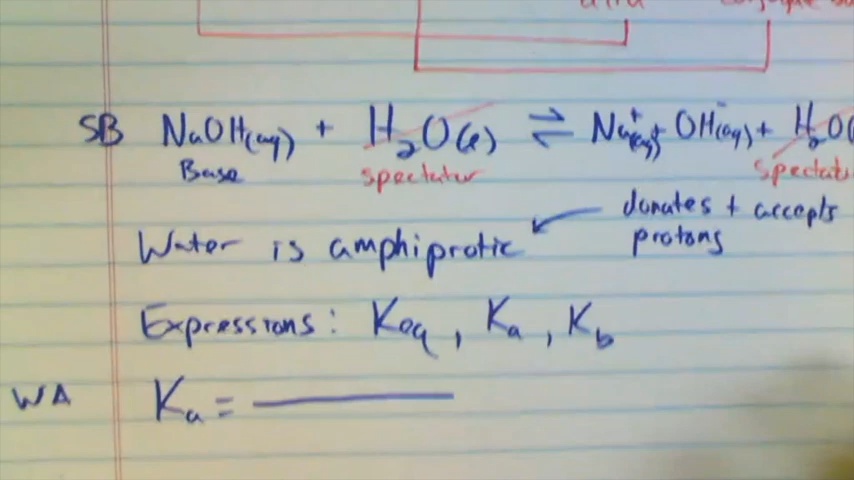 SB NaOH(aq) + H₂O(l) ⇌ Na⁺(aq) + OH⁻(aq) + H₂O(
Base spectator
donates + accepts
Water is amphiprotic protons
Expressions: Keq, Ka, Kb
WA Ka =